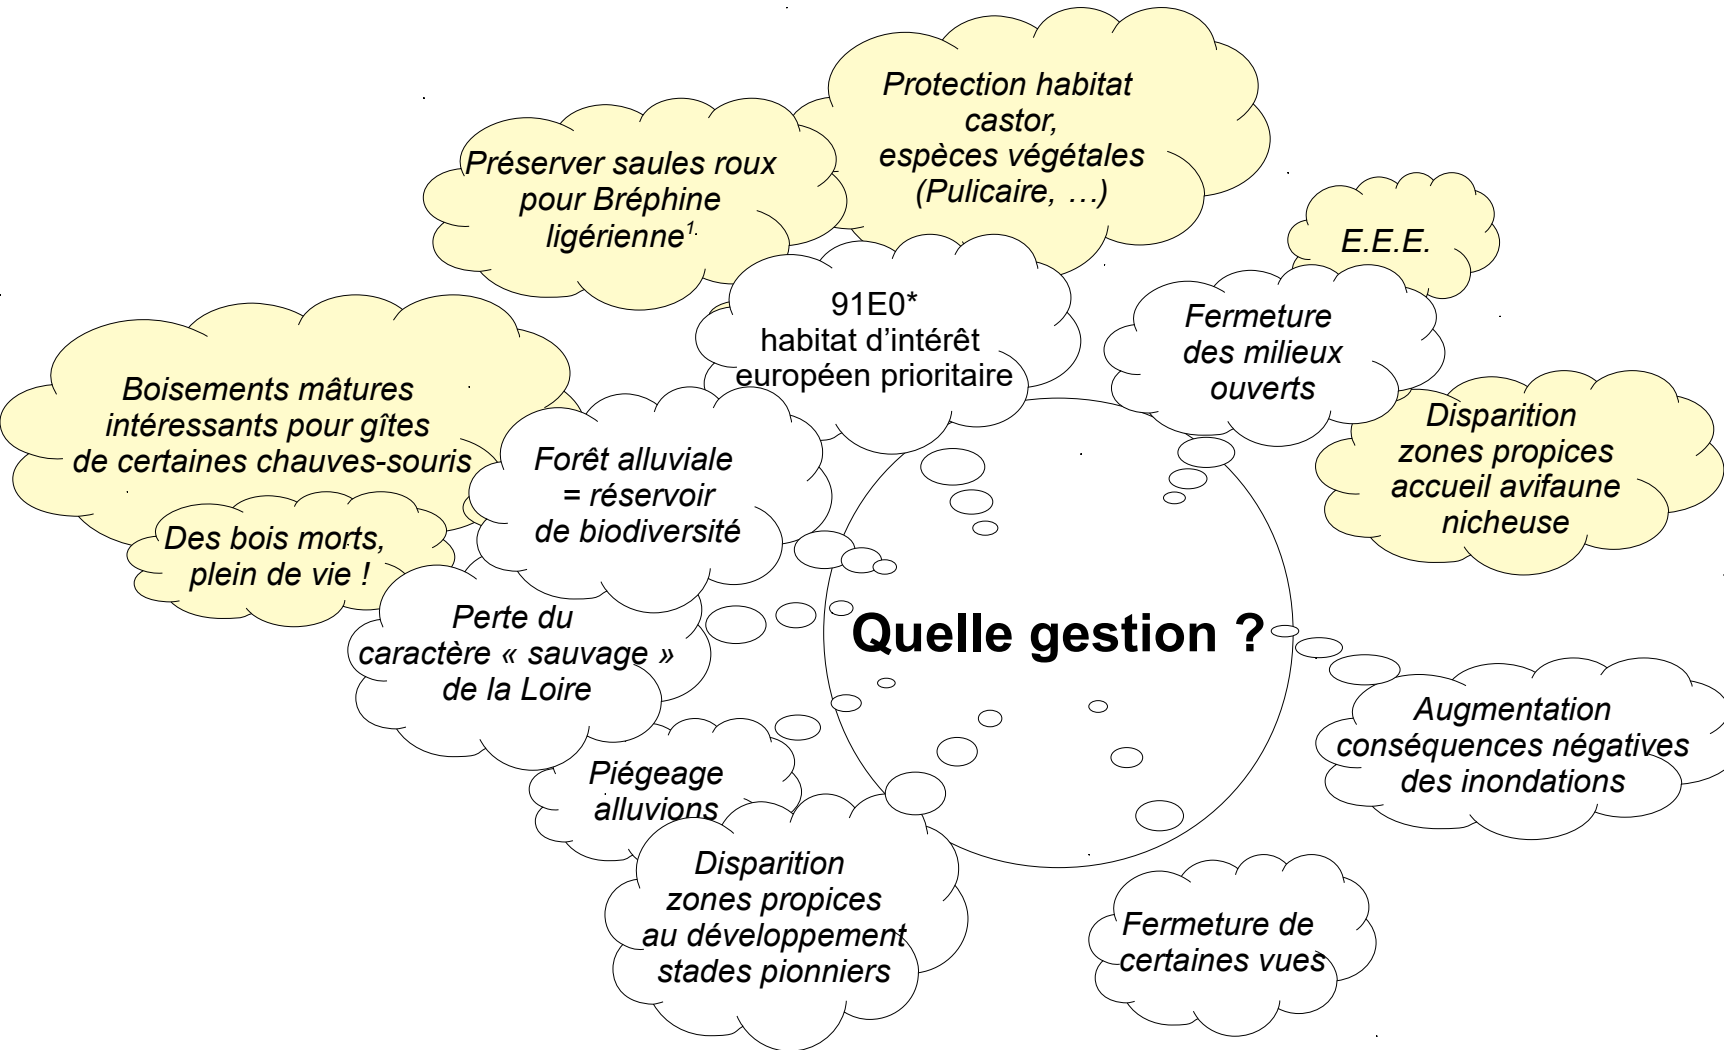 Protection habitat
castor,
espèces végétales
(Pulicaire, …)
Préserver saules roux
pour Bréphine
ligérienne¹.
E.E.E.
91E0*
habitat d’intérêt
européen prioritaire
Fermeture
des milieux
ouverts
Boisements mâtures
intéressants pour gîtes
de certaines chauves-souris
Forêt alluviale
= réservoir
de biodiversité
Disparition
zones propices
accueil avifaune
nicheuse
Des bois morts,
plein de vie !
Perte du
caractère « sauvage »
de la Loire
Quelle gestion ?
Augmentation
conséquences négatives
des inondations
Piégeage
alluvions
Disparition
zones propices
au développement
stades pionniers
Fermeture de
certaines vues